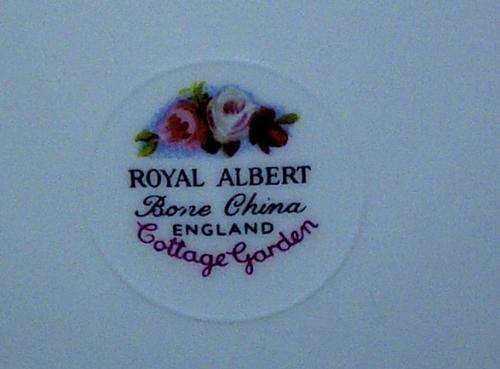 ROYAL ALBERT
Bone China
ENGLAND
Cottage Garden